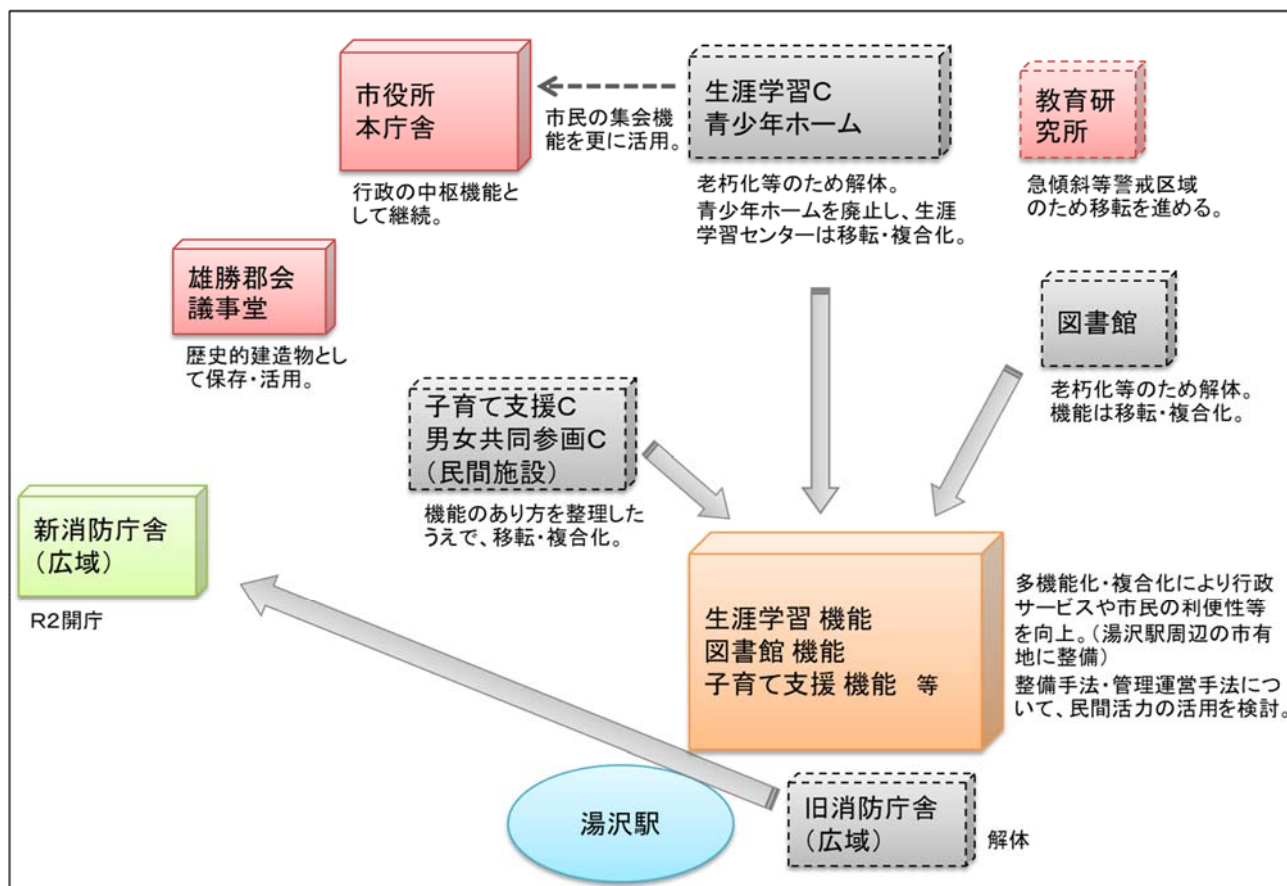 市役所
本庁舎
行政の中枢機能と
して継続。
市民の集会機
能を更に活用。
生涯学習C
青少年ホーム
老朽化等のため解体。
青少年ホームを廃止し、生涯
学習センターは移転・複合化。
教育研
究所
急傾斜等警戒区域
のため移転を進める。
雄勝郡会
議事堂
歴史的建造物とし
て保存・活用。
図書館
老朽化等のため解体。
機能は移転・複合化。
子育て支援C
男女共同参画C
（民間施設）
機能のあり方を整理した
うえで、移転・複合化。
新消防庁舎
（広域）
R2開庁
生涯学習 機能
図書館 機能
子育て支援 機能 等
多機能化・複合化により行政
サービスや市民の利便性等
を向上。（湯沢駅周辺の市有
地に整備）
整備手法・管理運営手法につ
いて、民間活力の活用を検討。
湯沢駅
旧消防庁舎
（広域）
解体